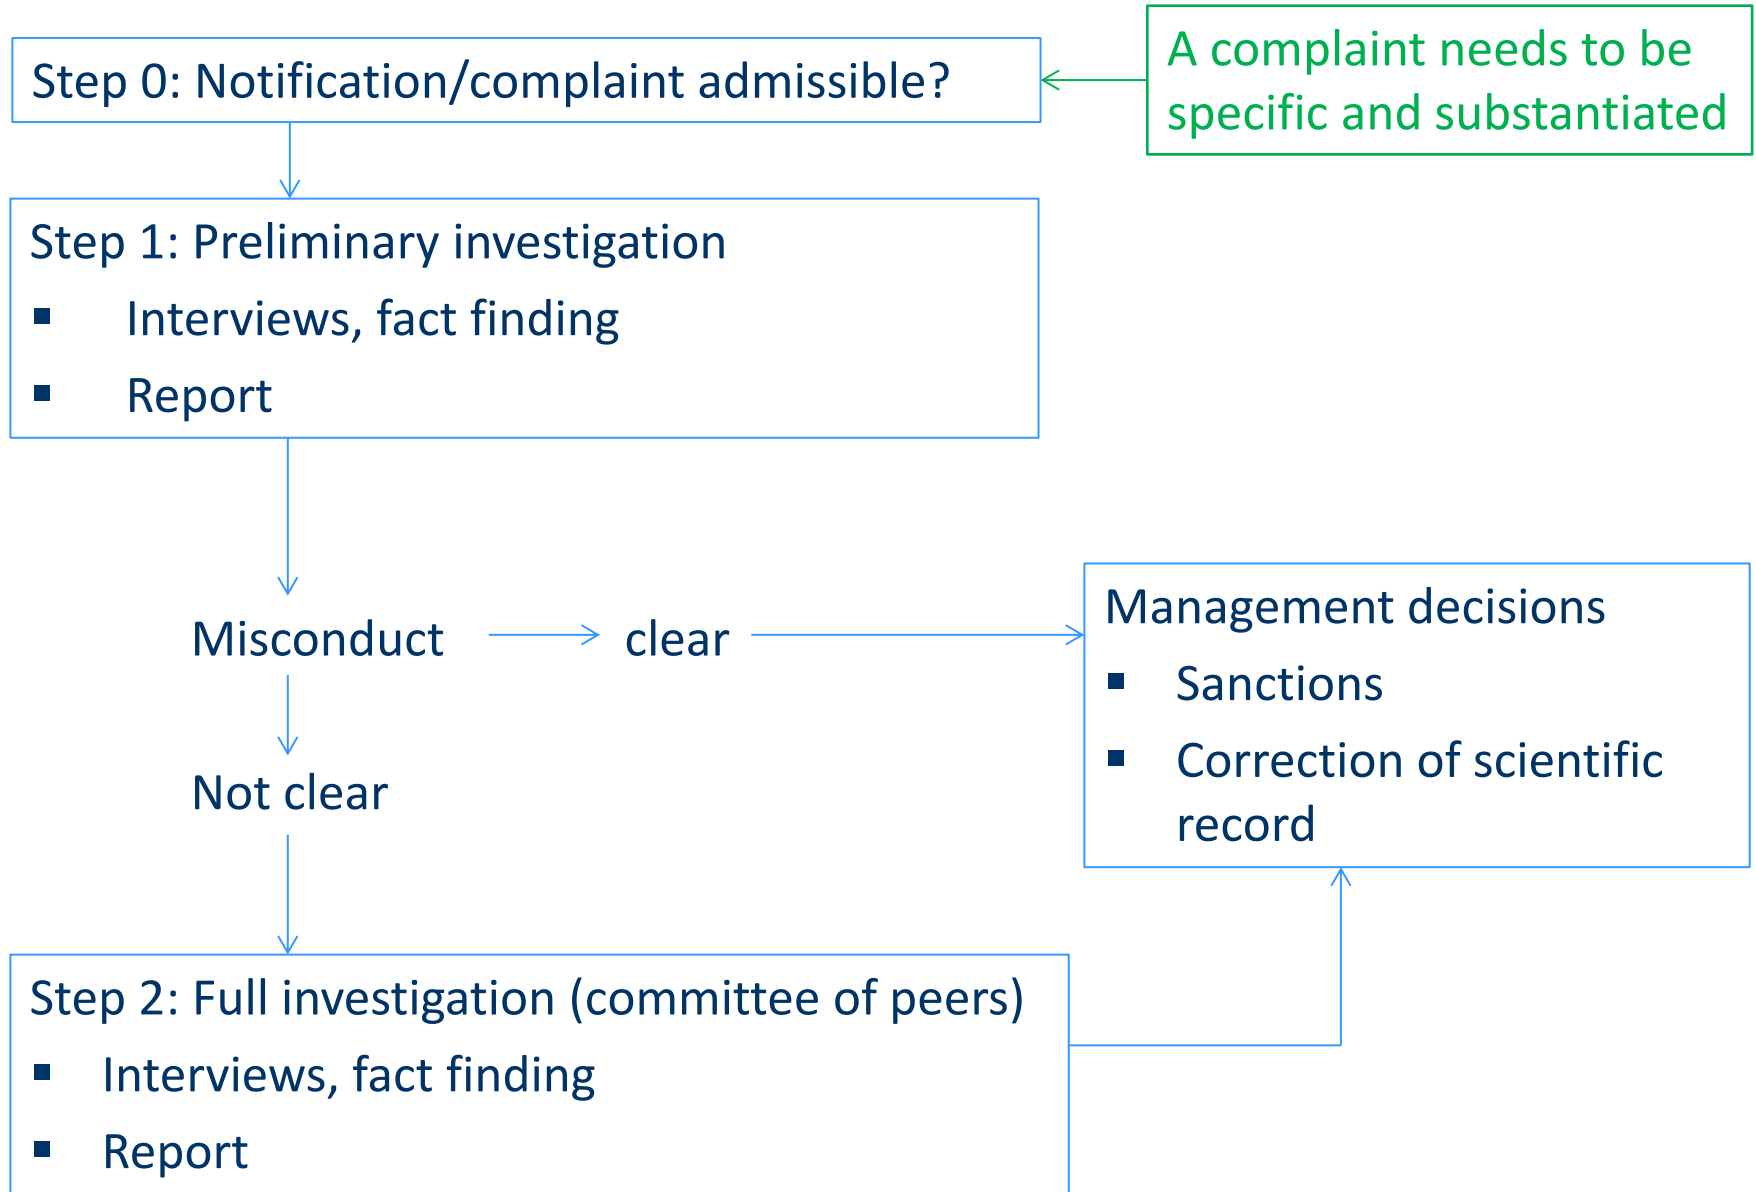 Step 0: Notification/complaint admissible?
A complaint needs to be
specific and substantiated
Step 1: Preliminary investigation
▪ Interviews, fact finding
▪ Report
Misconduct
clear
Not clear
Management decisions
▪ Sanctions
▪ Correction of scientific
record
Step 2: Full investigation (committee of peers)
▪ Interviews, fact finding
▪ Report